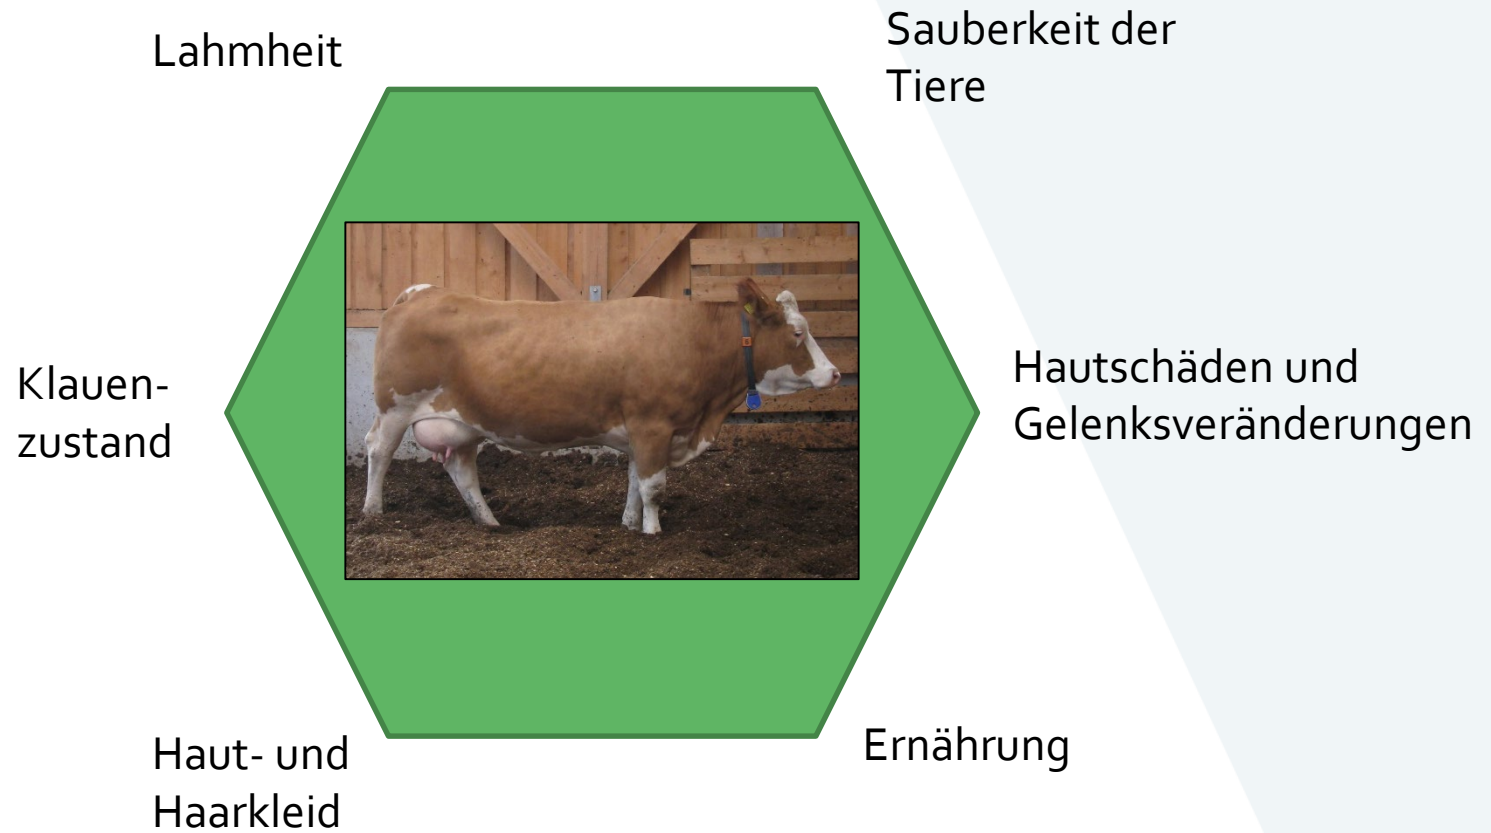 Lahmheit
Sauberkeit der
Tiere
Klauen-
zustand
Hautschäden und
Gelenksveränderungen
Haut- und
Haarkleid
Ernährung